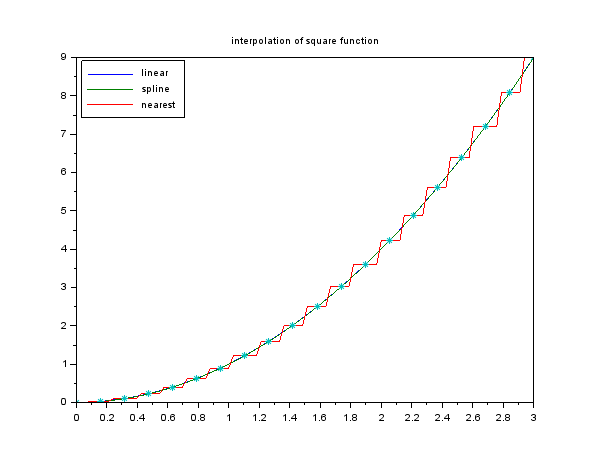 interpolation of square function
9
linear
spline
nearest
8
7
6
5
4
3
2
1
0
0 0.2 0.4 0.6 0.8 1 1.2 1.4 1.6 1.8 2 2.2 2.4 2.6 2.8 3